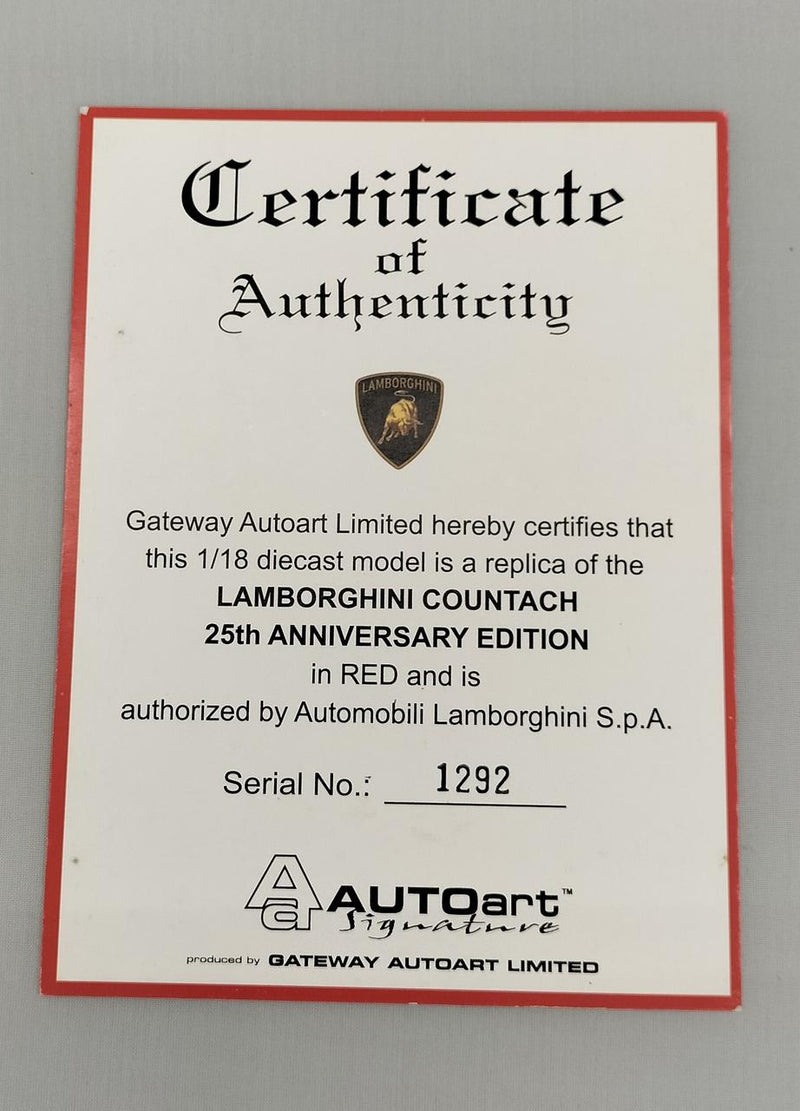 Certificate
of
Authenticity
LAMBORGHINI
Gateway Autoart Limited hereby certifies that
this 1/18 diecast model is a replica of the
LAMBORGHINI COUNTACH
25th ANNIVERSARY EDITION
in RED and is
authorized by Automobili Lamborghini S.p.A.
Serial No.: 1292
Aa AUTOart™
Signature
produced by GATEWAY AUTOART LIMITED